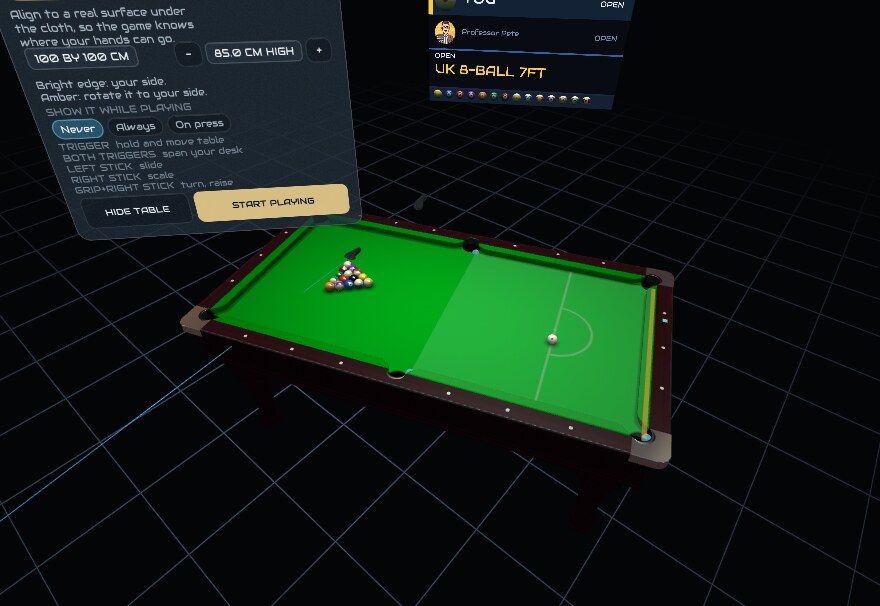 Align to a real surface under
the cloth, so the game knows
where your hands can go.
100 BY 100 CM
-
85.0 CM HIGH
+
Bright edge: your side.
Amber: rotate it to your side.
SHOW IT WHILE PLAYING
Never
Always
On press
TRIGGER hold and move table
BOTH TRIGGERS span your desk
LEFT STICK slide
RIGHT STICK scale
GRIP+RIGHT STICK turn, raise
HIDE TABLE
START PLAYING
YOU
OPEN
Professor Pete
OPEN
OPEN
UK 8-BALL 7FT